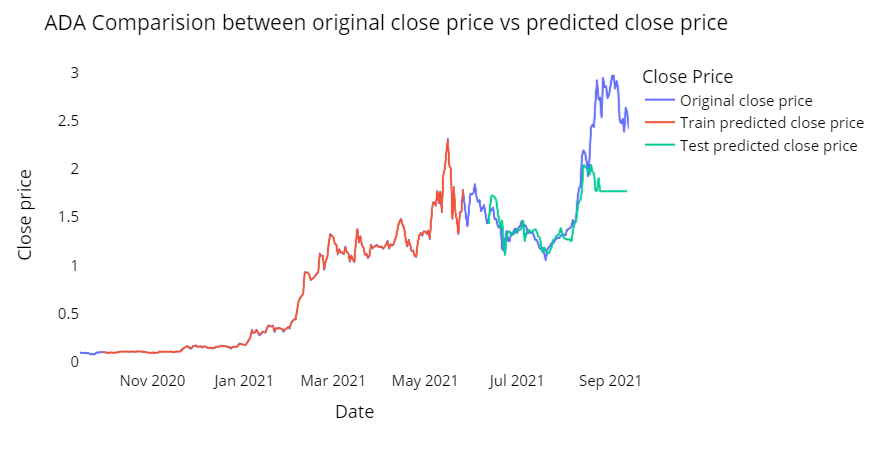 ADA Comparision between original close price vs predicted close price
Close Price
Original close price
Train predicted close price
Test predicted close price
Close price
3
2.5
2
1.5
1
0.5
0
Nov 2020 Jan 2021 Mar 2021 May 2021 Jul 2021 Sep 2021
Date